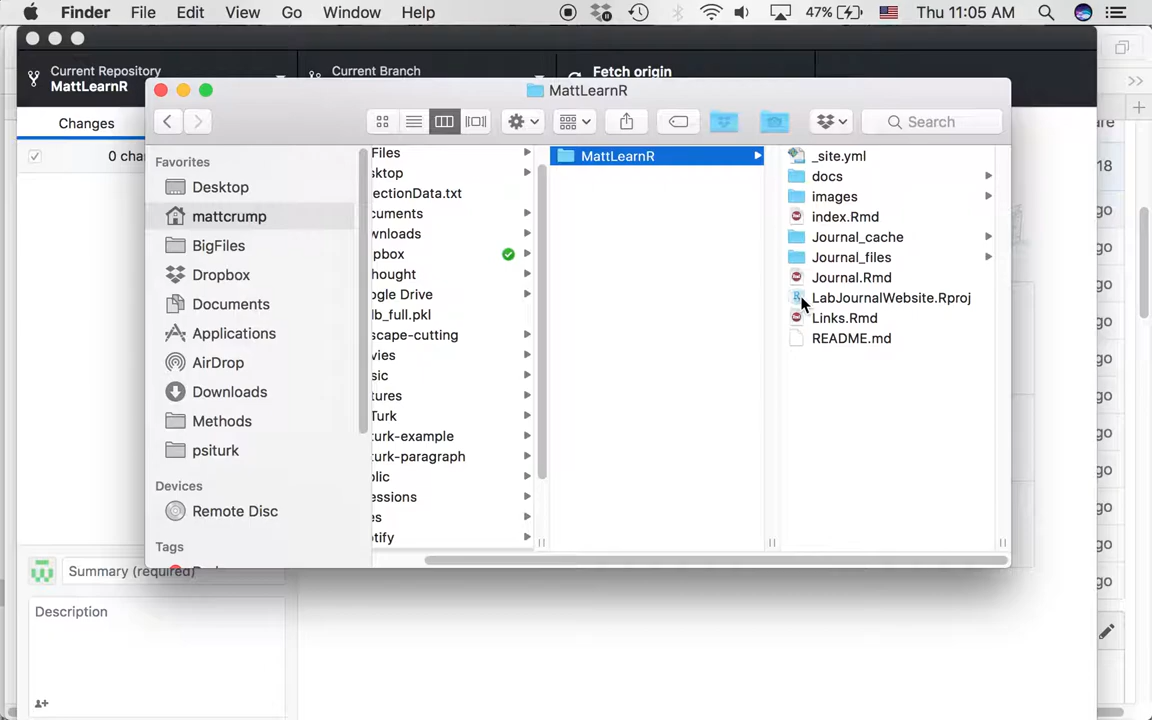 Finder File Edit View Go Window Help 47% Thu 11:05 AM
Current Repository
MattLearnR
Current Branch
Fetch origin
MattLearnR
Search
Changes
0 cha
Favorites
Desktop
mattcrump
BigFiles
Dropbox
Documents
Applications
AirDrop
Downloads
Methods
psiturk
Devices
Remote Disc
Tags
Files
sktop
ectionData.txt
cuments
wnloads
pbox
hought
ogle Drive
lb_full.pkl
scape-cutting
vies
sic
tures
Turk
turk-example
turk-paragraph
blic
essions
es
otify
MattLearnR
_site.yml
docs
images
index.Rmd
Journal_cache
Journal_files
Journal.Rmd
LabJournalWebsite.Rproj
Links.Rmd
README.md
are
18
go
go
go
go
go
go
go
go
go
go
Summary (required)
Description